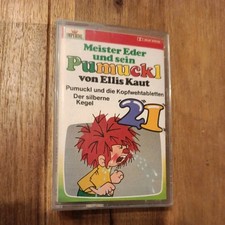 Meister Eder
und sein
Pumuckl
von Ellis Kaut
Pumuckl und die Kopfwehtabletten
Der silberne
Kegel
21